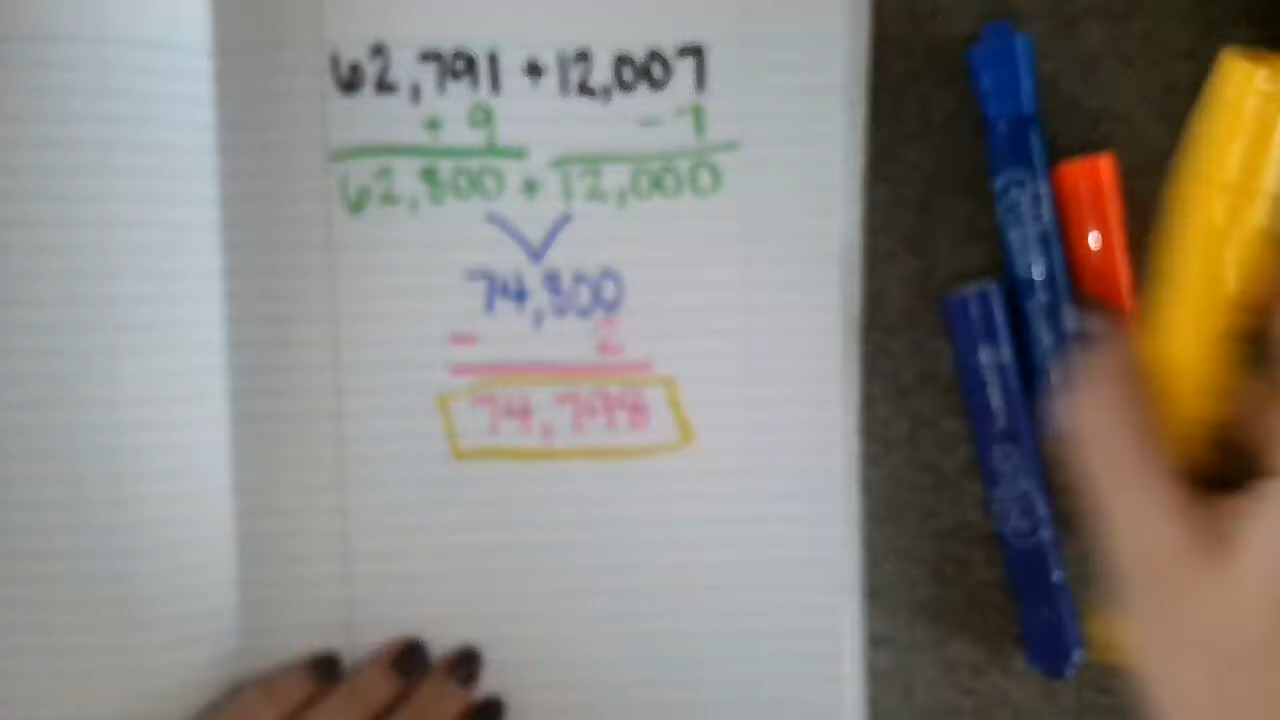 62,791 + 12,007
+ 9 - 7
62,800 + 12,000
74,800
- 2
74,798